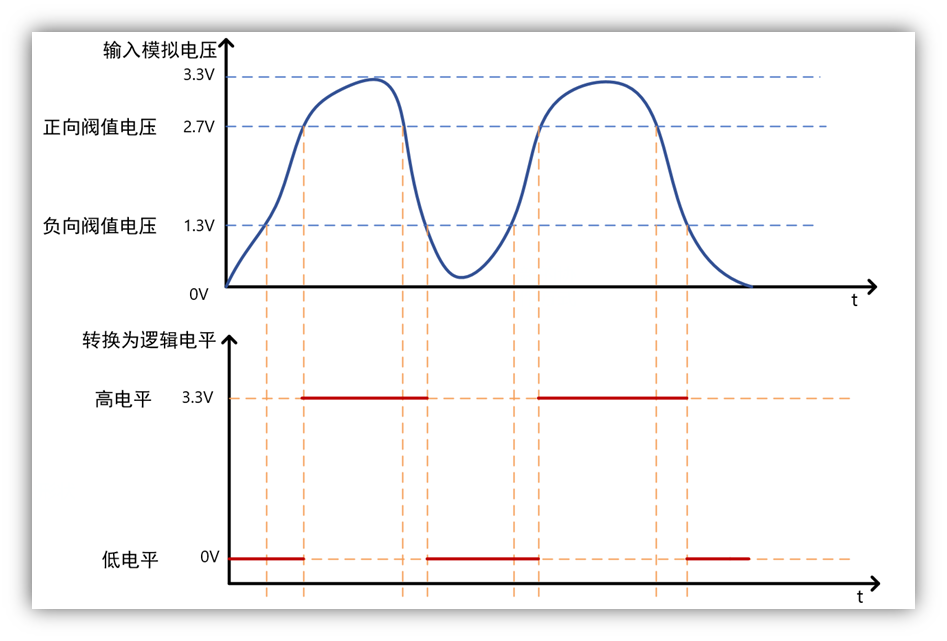 输入模拟电压
3.3V
正向阀值电压 2.7V
负向阀值电压 1.3V
0V
t
转换为逻辑电平
高电平 3.3V
低电平 0V
t